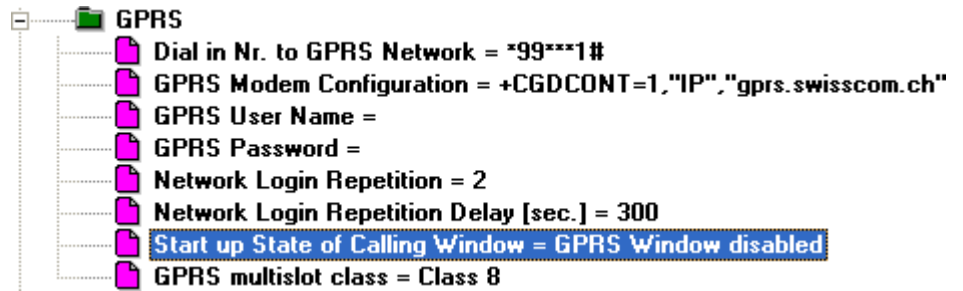 GPRS
Dial in Nr. to GPRS Network = *99***1#
GPRS Modem Configuration = +CGDCONT=1,"IP","gprs.swisscom.ch"
GPRS User Name =
GPRS Password =
Network Login Repetition = 2
Network Login Repetition Delay [sec.] = 300
Start up State of Calling Window = GPRS Window disabled
GPRS multislot class = Class 8